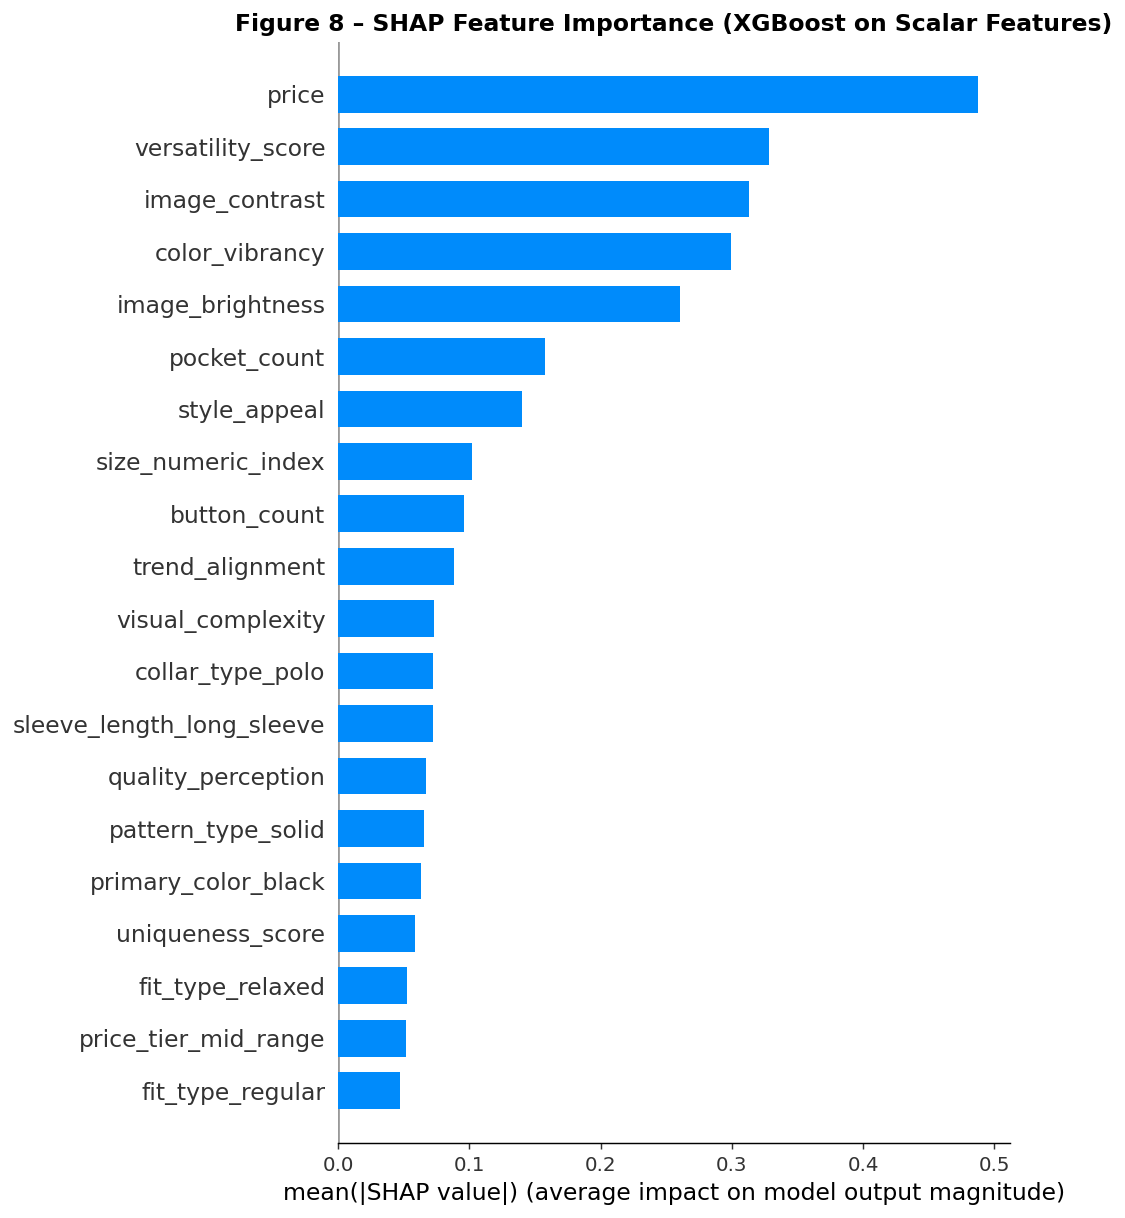 Figure 8 – SHAP Feature Importance (XGBoost on Scalar Features)
price
versatility_score
image_contrast
color_vibrancy
image_brightness
pocket_count
style_appeal
size_numeric_index
button_count
trend_alignment
visual_complexity
collar_type_polo
sleeve_length_long_sleeve
quality_perception
pattern_type_solid
primary_color_black
uniqueness_score
fit_type_relaxed
price_tier_mid_range
fit_type_regular
0.0 0.1 0.2 0.3 0.4 0.5
mean(|SHAP value|) (average impact on model output magnitude)